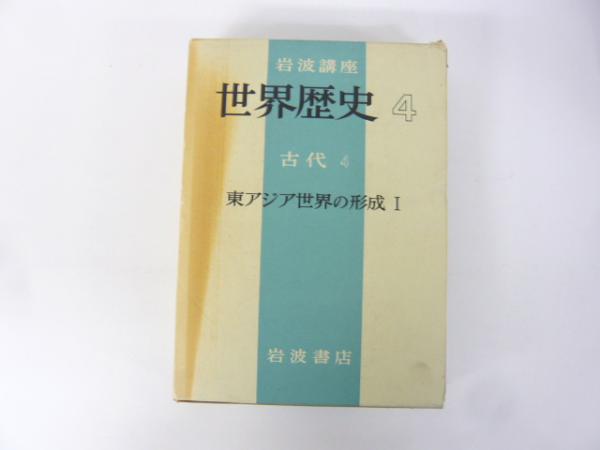 岩波講座
世界歴史 4
古代 4
東アジア世界の形成 I
岩波書店